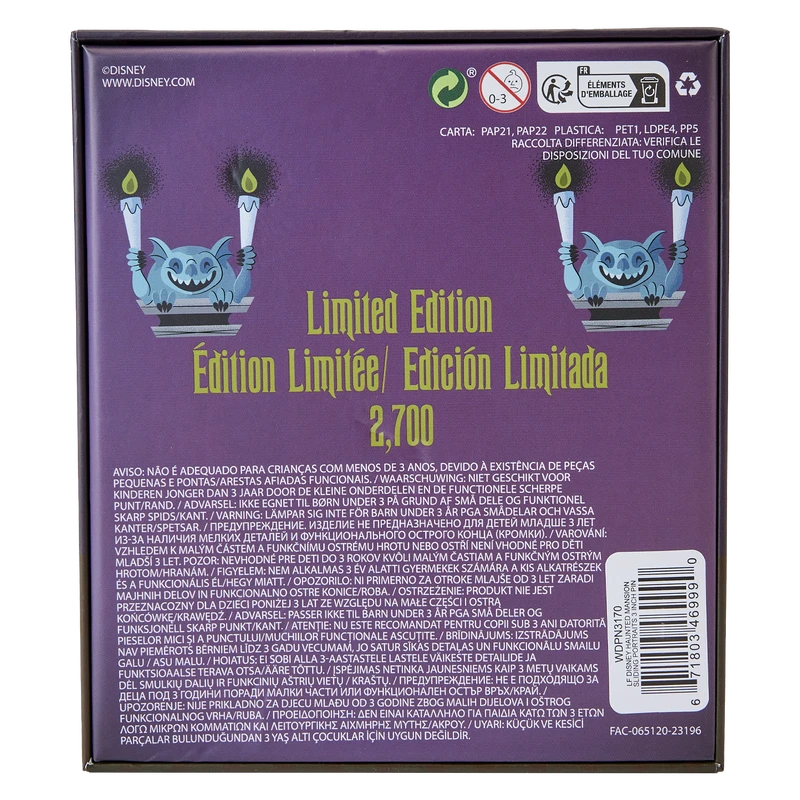 ©DISNEY
WWW.DISNEY.COM
®
0-3
FR
ÉLÉMENTS
D'EMBALLAGE
CARTA: PAP21, PAP22 PLASTICA: PET1, LDPE4, PP5
RACCOLTA DIFFERENZIATA: VERIFICA LE
DISPOSIZIONI DEL TUO COMUNE
Limited Edition
Édition Limitée/ Edición Limitada
2,700
AVISO: NÃO É ADEQUADO PARA CRIANÇAS COM MENOS DE 3 ANOS, DEVIDO À EXISTÊNCIA DE PEÇAS
PEQUENAS E PONTAS/ARESTAS AFIADAS FUNCIONAIS. / WAARSCHUWING: NIET GESCHIKT VOOR
KINDEREN JONGER DAN 3 JAAR DOOR DE KLEINE ONDERDELEN EN DE FUNCTIONELE SCHERPE
PUNT/RAND. / ADVARSEL: IKKE EGNET TIL BØRN UNDER 3 PÅ GRUND AF SMÅ DELE OG FUNKTIONEL
SKARP SPIDS/KANT. / VARNING: LÄMPAR SIG INTE FÖR BARN UNDER 3 ÅR PGA SMÅDELAR OCH VASSA
KANTER/SPETSAR. / ПРЕДУПРЕЖДЕНИЕ. ИЗДЕЛИЕ НЕ ПРЕДНАЗНАЧЕНО ДЛЯ ДЕТЕЙ МЛАДШЕ 3 ЛЕТ
ИЗ-ЗА НАЛИЧИЯ МЕЛКИХ ДЕТАЛЕЙ И ФУНКЦИОНАЛЬНОГО ОСТРОГО КОНЦА (КРОМКИ). / VAROVÁNÍ:
VZHLEDEM K MALÝM ČÁSTEM A FUNKČNÍMU OSTRÉMU HROTU NEBO OSTŘÍ NENÍ VHODNÉ PRO DĚTI
MLADŠÍ 3 LET. POZOR: NEVHODNÉ PRE DETI DO 3 ROKOV KVÔLI MALÝM ČASTIAM A FUNKČNÝM OSTRÝM
HROTOM/HRANÁM. / FIGYELEM: NEM ALKALMAS 3 ÉV ALATTI GYERMEKEK SZÁMÁRA A KIS ALKATRÉSZEK
ÉS A FUNKCIONÁLIS ÉL/HEGY MIATT. / OPOZORILO: NI PRIMERNO ZA OTROKE MLAJŠE OD 3 LET ZARADI
MAJHNIH DELOV IN FUNKCIONALNO OSTRE KONICE/ROBA. / OSTRZEŻENIE: PRODUKT NIE JEST
PRZEZNACZONY DLA DZIECI PONIŻEJ 3 LAT ZE WZGLĘDU NA MAŁE CZĘŚCI I OSTRĄ
KOŃCÓWKĘ/KRAWĘDŹ. / ADVARSEL: PASSER IKKE TIL BARN UNDER 3 ÅR PGA SMÅ DELER OG
FUNKSJONELL SKARP PUNKT/KANT. / ATENȚIE: NU ESTE RECOMANDAT PENTRU COPII SUB 3 ANI DATORITĂ
PIESELOR MICI ȘI A PUNCTULUI/MUCHIILOR FUNCȚIONALE ASCUȚITE. / BRĪDINĀJUMS: IZSTRĀDĀJUMS
NAV PIEMĒROTS BĒRNIEM LĪDZ 3 GADU VECUMAM, JO SATUR SĪKAS DETAĻAS UN FUNKCIONĀLU SMAILU
GALU / ASU MALU. / HOIATUS: EI SOBI ALLA 3-AASTASTELE LASTELE VÄIKESTE DETAILIDE JA
FUNKTSIOAALSE TERAVA OTSA/ÄÄRE TÕTTU. / ĮSPĖJIMAS NETINKA JAUNESNIEMS KAIP 3 METŲ VAIKAMS
DĖL SMULKIŲ DALIŲ IR FUNKCINIŲ AŠTRIŲ VIETŲ / KRAŠTŲ. / ПРЕДУПРЕЖДЕНИЕ: НЕ Е ПОДХОДЯЩО ЗА
ДЕЦА ПОД 3 ГОДИНИ ПОРАДИ МАЛКИ ЧАСТИ ИЛИ ФУНКЦИОНАЛЕН ОСТЪР ВРЪХ/КРАЙ. /
UPOZORENJE: NIJE PRIKLADNO ZA DJECU MLAĐU OD 3 GODINE ZBOG MALIH DIJELOVA I OŠTROG
FUNKCIONALNOG VRHA/RUBA. / ΠΡΟΕΙΔΟΠΟΙΗΣΗ: ΔΕΝ ΕΙΝΑΙ ΚΑΤΑΛΛΗΛΟ ΓΙΑ ΠΑΙΔΙΑ ΚΑΤΩ ΤΩΝ 3 ΕΤΩΝ
ΛΟΓΩ ΜΙΚΡΩΝ ΚΟΜΜΑΤΙΩΝ ΚΑΙ ΛΕΙΤΟΥΡΓΙΚΗΣ ΑΙΧΜΗΡΗΣ ΜΥΤΗΣ/ΑΚΡΟΥ. / UYARI: KÜÇÜK VE KESİCİ
PARÇALAR BULUNDUĞUNDAN 3 YAŞ ALTI ÇOCUKLAR İÇİN UYGUN DEĞİLDİR.
WDPN3170
LF DISNEY HAUNTED MANSION
SLIDING PORTRAITS 3 INCH PIN
6 71803 46999 0
FAC-065120-23196